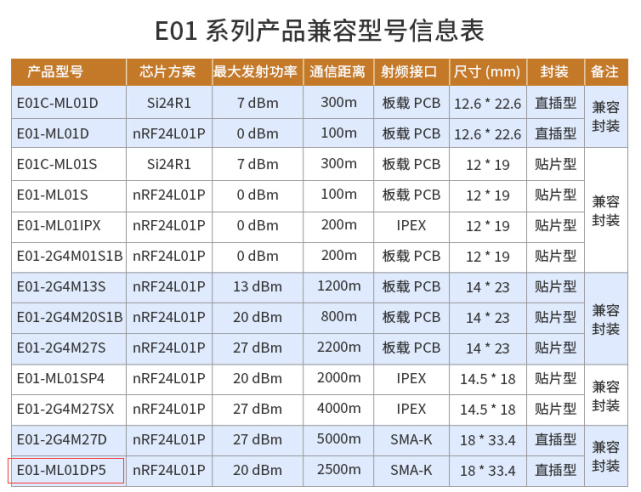 E01 系列产品兼容型号信息表
产品型号 芯片方案 最大发射功率 通信距离 射频接口 尺寸 (mm) 封装 备注
E01C-ML01D Si24R1 7 dBm 300m 板载 PCB 12.6 * 22.6 直插型 兼容封装
E01-ML01D nRF24L01P 0 dBm 100m 板载 PCB 12.6 * 22.6 直插型
E01C-ML01S Si24R1 7 dBm 300m 板载 PCB 12 * 19 贴片型 兼容封装
E01-ML01S nRF24L01P 0 dBm 100m 板载 PCB 12 * 19 贴片型
E01-ML01IPX nRF24L01P 0 dBm 200m IPEX 12 * 19 贴片型
E01-2G4M01S1B nRF24L01P 0 dBm 200m 板载 PCB 12 * 19 贴片型
E01-2G4M13S nRF24L01P 13 dBm 1200m 板载 PCB 14 * 23 贴片型 兼容封装
E01-2G4M20S1B nRF24L01P 20 dBm 800m 板载 PCB 14 * 23 贴片型
E01-2G4M27S nRF24L01P 27 dBm 2200m 板载 PCB 14 * 23 贴片型
E01-ML01SP4 nRF24L01P 20 dBm 2000m IPEX 14.5 * 18 贴片型 兼容封装
E01-2G4M27SX nRF24L01P 27 dBm 4000m IPEX 14.5 * 18 贴片型
E01-2G4M27D nRF24L01P 27 dBm 5000m SMA-K 18 * 33.4 直插型 兼容封装
E01-ML01DP5 nRF24L01P 20 dBm 2500m SMA-K 18 * 33.4 直插型